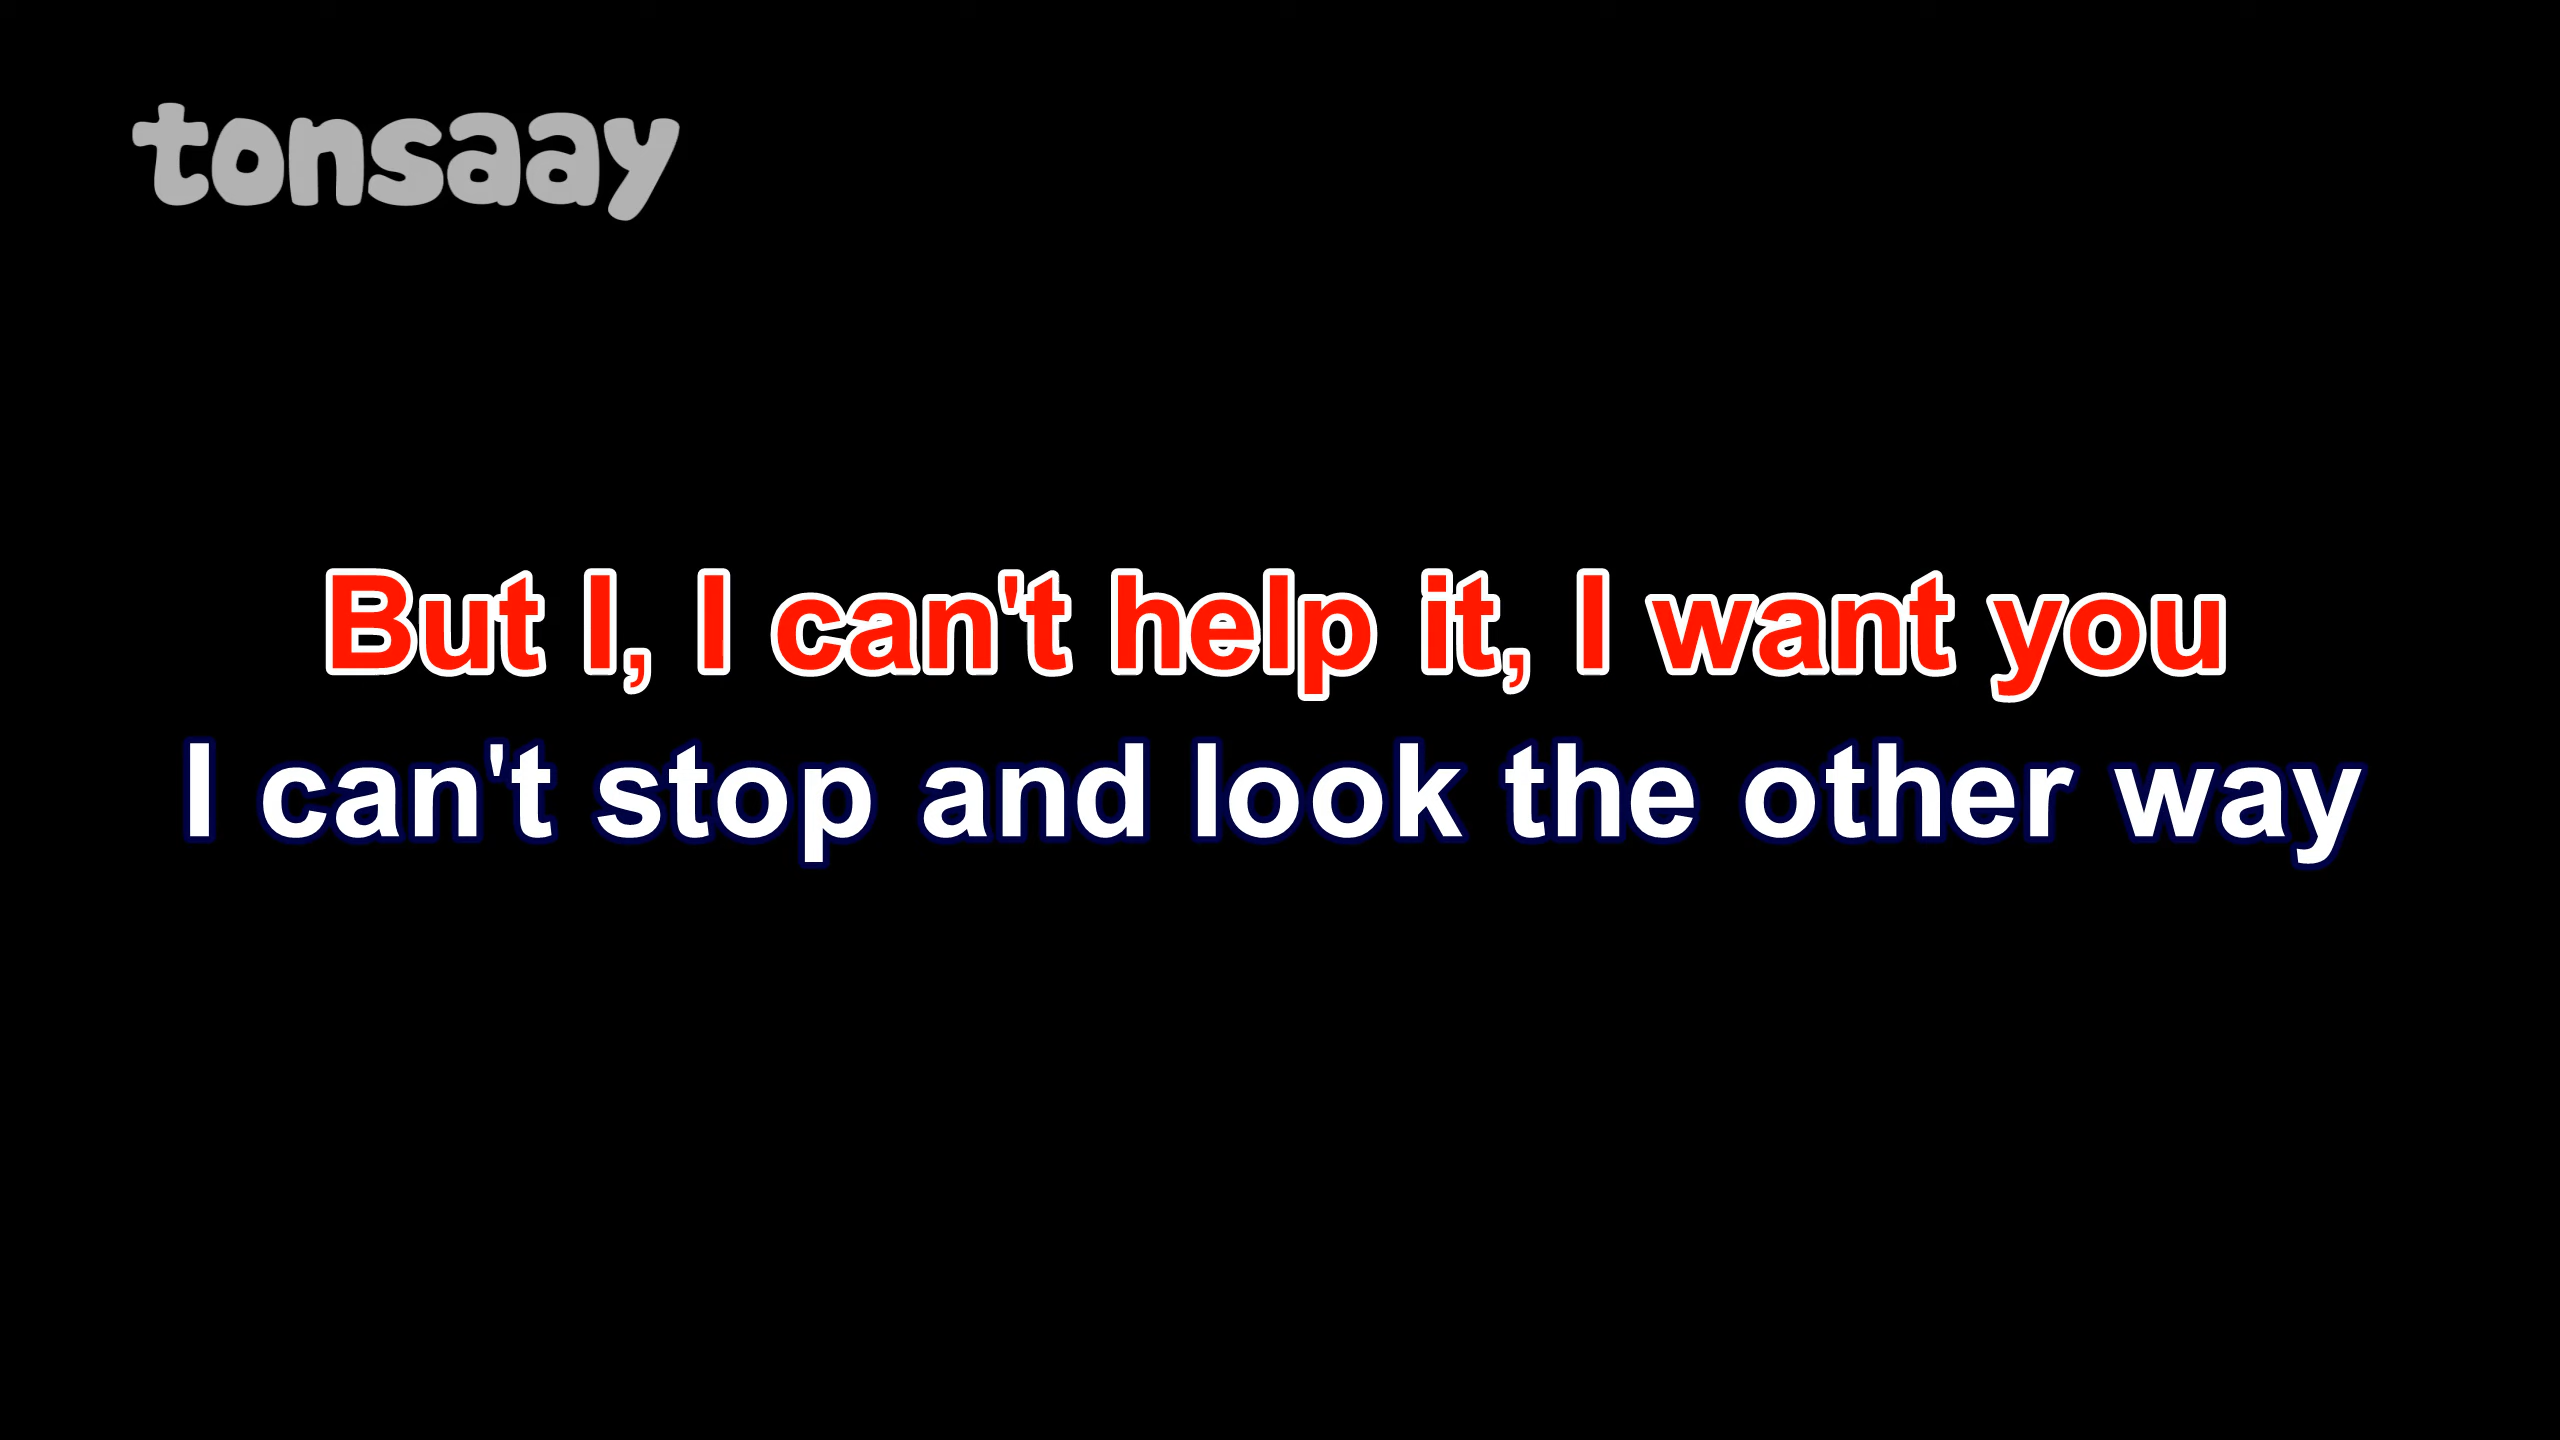 tonsaay
But I, I can't help it, I want you
I can't stop and look the other way